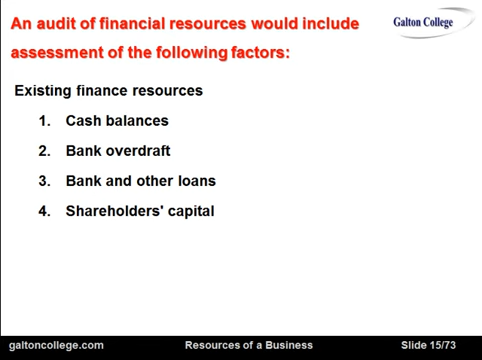 An audit of financial resources would include
Galton College
assessment of the following factors:
Existing finance resources
1. Cash balances
2. Bank overdraft
3. Bank and other loans
4. Shareholders' capital
galtoncollege.com Resources of a Business Slide 15/73